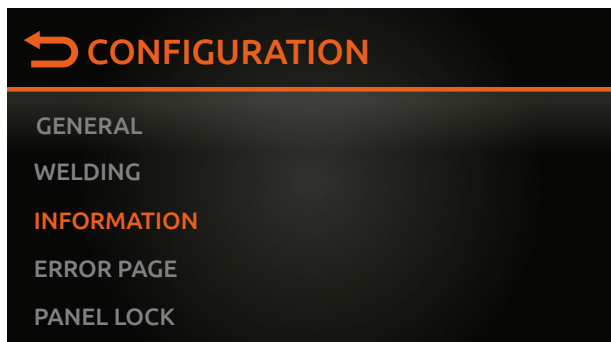 CONFIGURATION
GENERAL
WELDING
INFORMATION
ERROR PAGE
PANEL LOCK